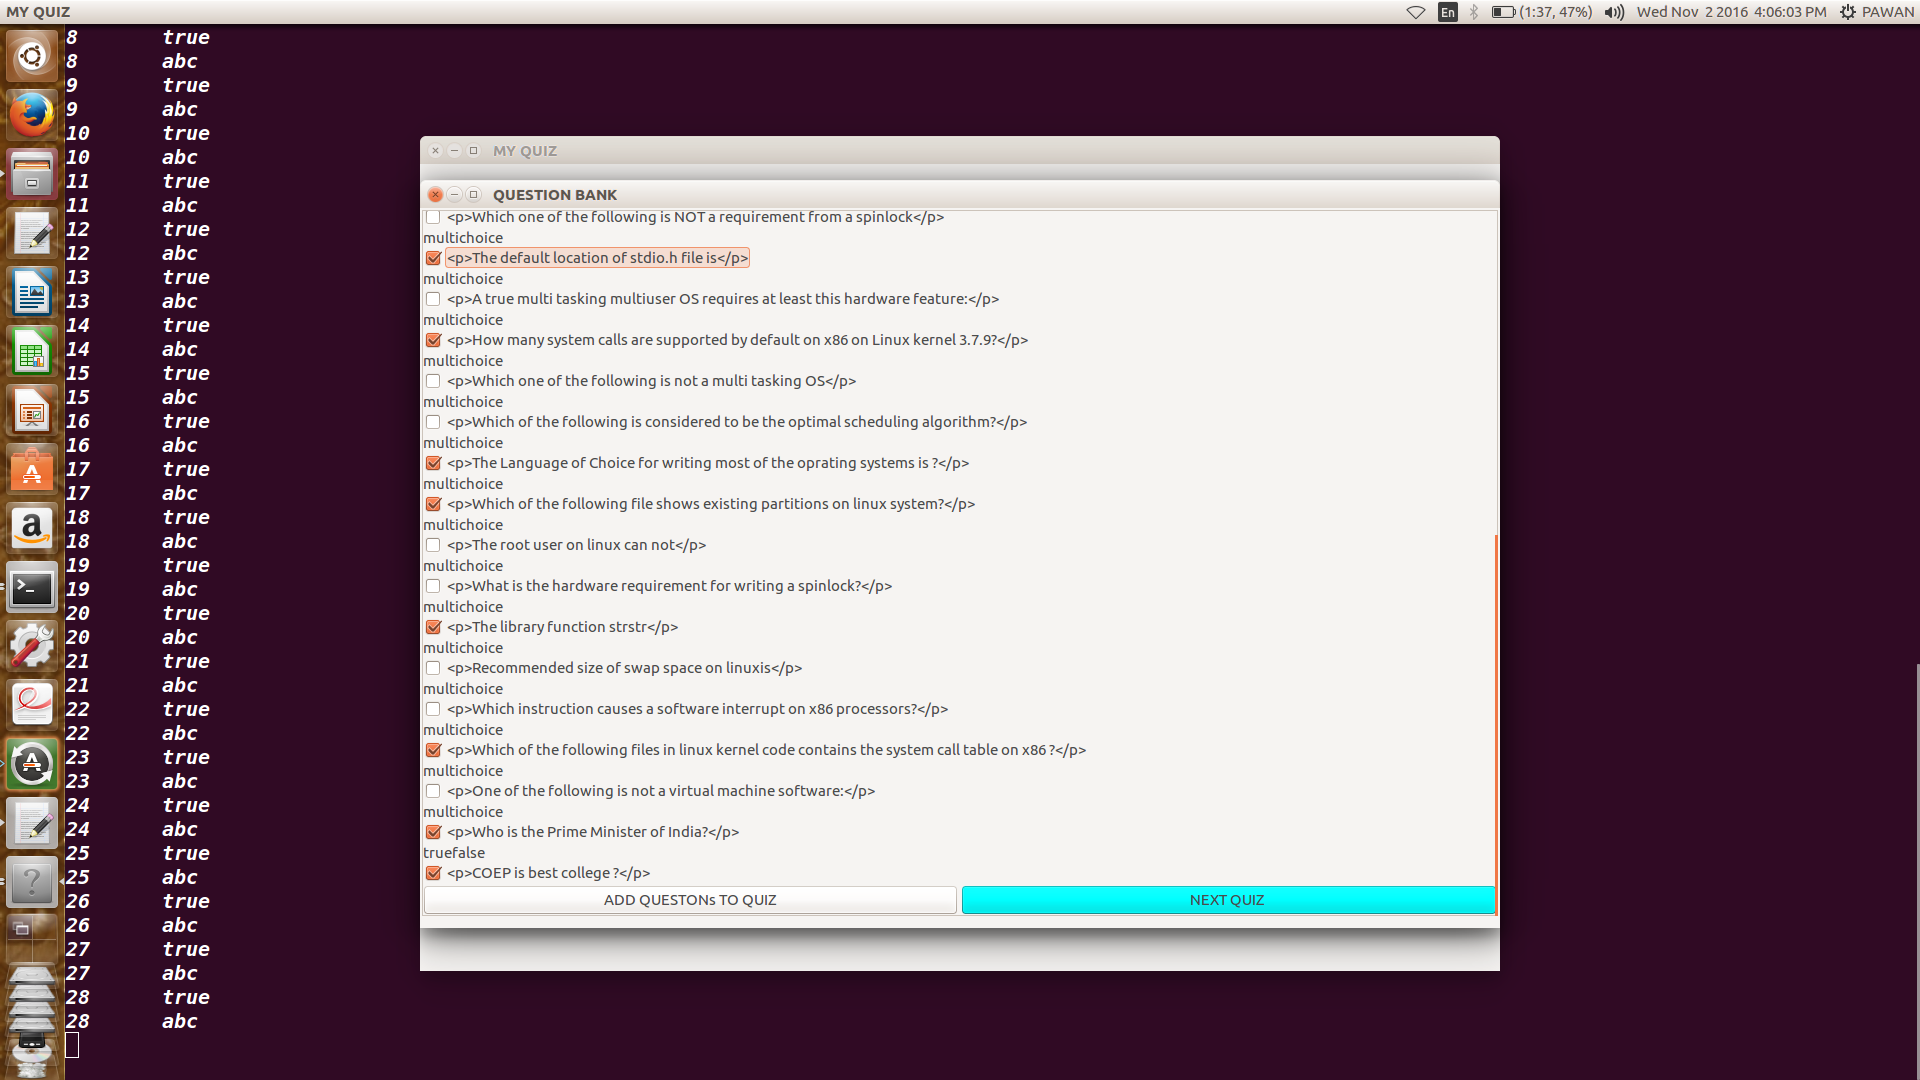 MY QUIZ
En (1:37, 47%) Wed Nov 2 2016 4:06:03 PM PAWAN
8 true
8 abc
9 true
9 abc
10 true
10 abc
11 true
11 abc
12 true
12 abc
13 true
13 abc
14 true
14 abc
15 true
15 abc
16 true
16 abc
17 true
17 abc
18 true
18 abc
19 true
19 abc
20 true
20 abc
21 true
21 abc
22 true
22 abc
23 true
23 abc
24 true
24 abc
25 true
25 abc
26 true
26 abc
27 true
27 abc
28 true
28 abc
MY QUIZ
QUESTION BANK
<p>Which one of the following is NOT a requirement from a spinlock</p>
multichoice
<p>The default location of stdio.h file is</p>
multichoice
<p>A true multi tasking multiuser OS requires at least this hardware feature:</p>
multichoice
<p>How many system calls are supported by default on x86 on Linux kernel 3.7.9?</p>
multichoice
<p>Which one of the following is not a multi tasking OS</p>
multichoice
<p>Which of the following is considered to be the optimal scheduling algorithm?</p>
multichoice
<p>The Language of Choice for writing most of the oprating systems is ?</p>
multichoice
<p>Which of the following file shows existing partitions on linux system?</p>
multichoice
<p>The root user on linux can not</p>
multichoice
<p>What is the hardware requirement for writing a spinlock?</p>
multichoice
<p>The library function strstr</p>
multichoice
<p>Recommended size of swap space on linuxis</p>
multichoice
<p>Which instruction causes a software interrupt on x86 processors?</p>
multichoice
<p>Which of the following files in linux kernel code contains the system call table on x86 ?</p>
multichoice
<p>One of the following is not a virtual machine software:</p>
multichoice
<p>Who is the Prime Minister of India?</p>
truefalse
<p>COEP is best college ?</p>
ADD QUESTONs TO QUIZ
NEXT QUIZ